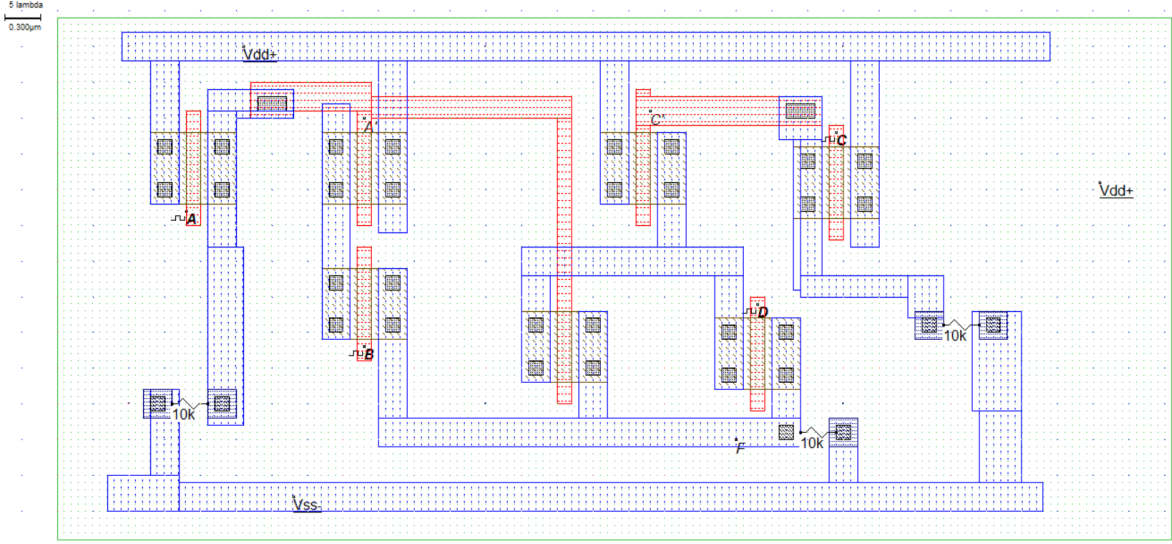 5 lambda
0.300µm
Vdd+
A'
C'
C
Vdd+
A
D
10k
B
10k
10k
F
Vss-